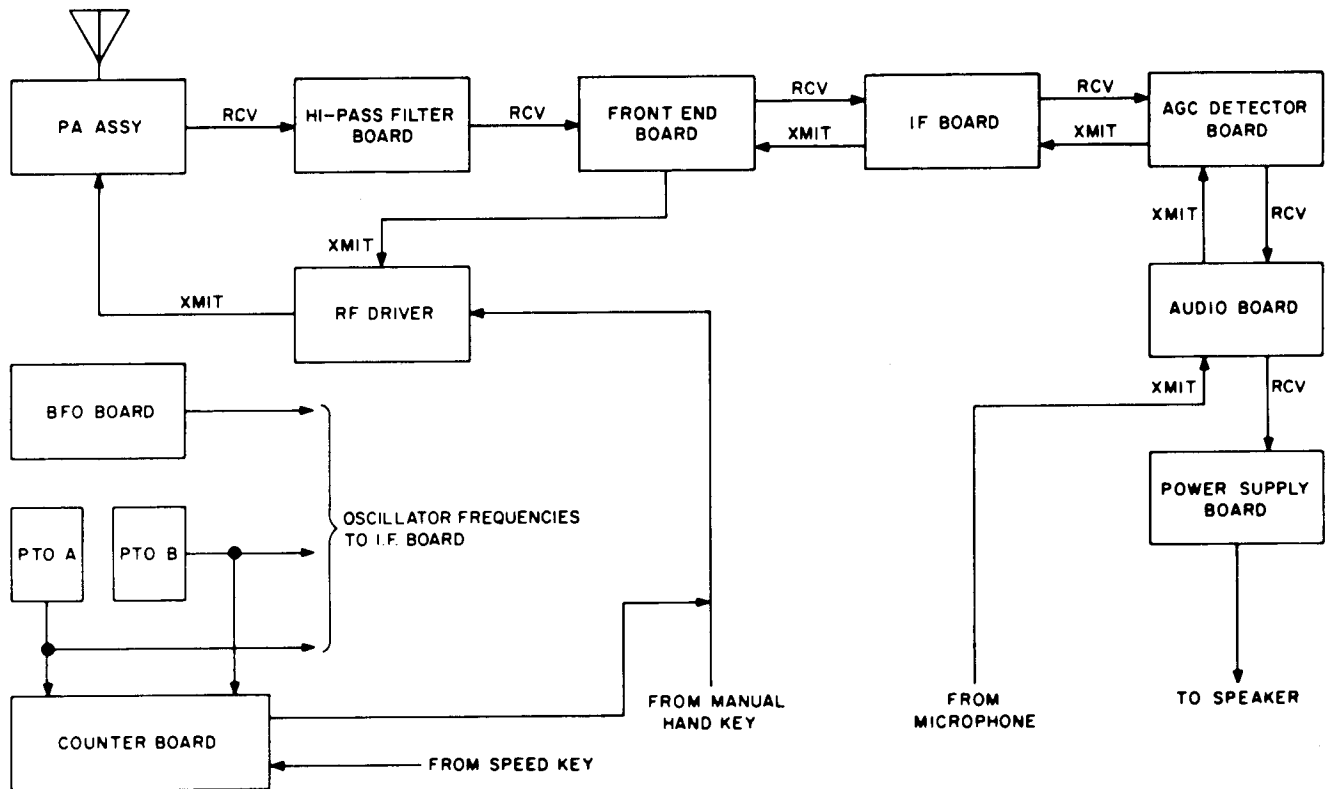 PA ASSY
RCV
HI-PASS FILTER
BOARD
RCV
FRONT END
BOARD
RCV
XMIT
IF BOARD
RCV
XMIT
AGC DETECTOR
BOARD
XMIT
RCV
XMIT
XMIT
RF DRIVER
AUDIO BOARD
XMIT
RCV
BFO BOARD
POWER SUPPLY
BOARD
PTO A
PTO B
OSCILLATOR FREQUENCIES
TO I.F. BOARD
FROM MANUAL
HAND KEY
FROM
MICROPHONE
TO SPEAKER
COUNTER BOARD
FROM SPEED KEY